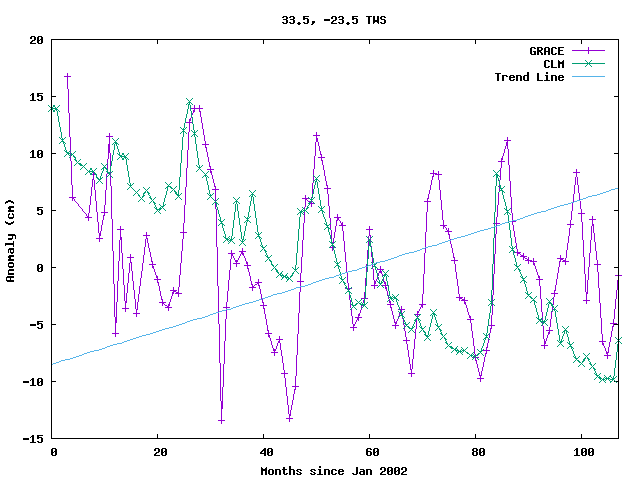 33.5, -23.5 TWS
GRACE
CLM
Trend Line
20
15
10
5
0
-5
-10
-15
Anomaly (cm)
0 20 40 60 80 100
Months since Jan 2002